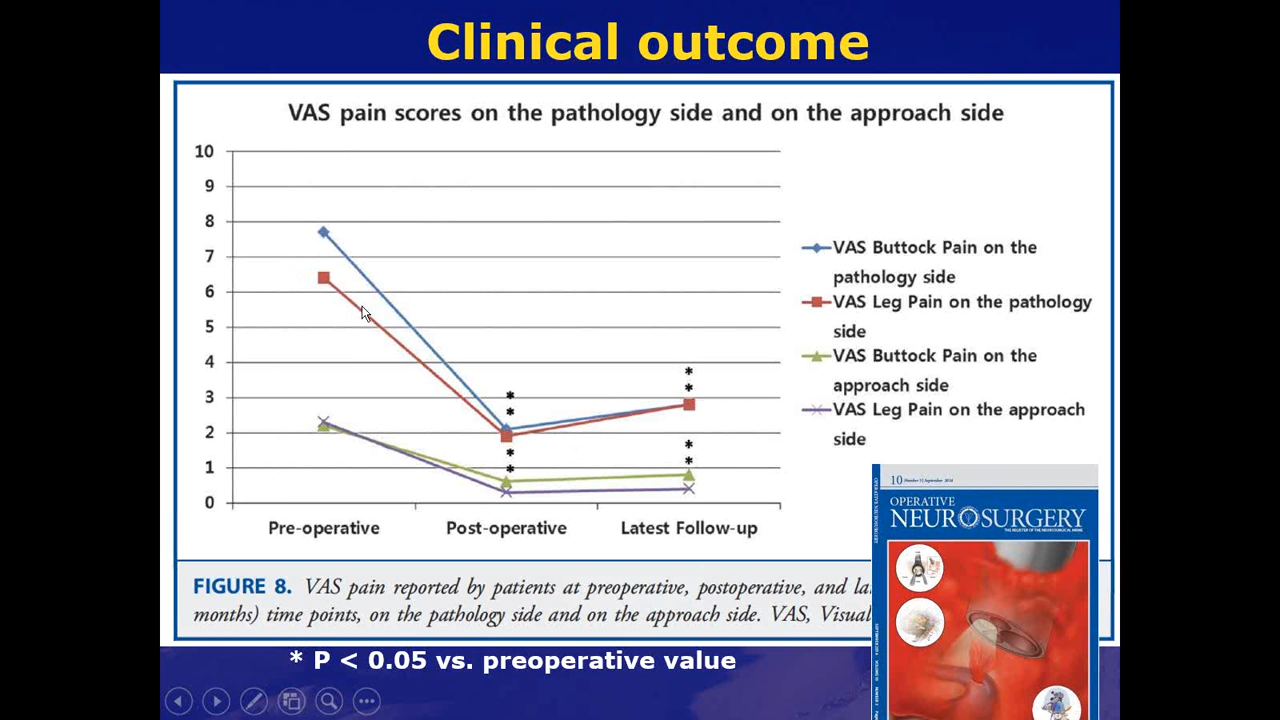 Clinical outcome
VAS pain scores on the pathology side and on the approach side
10
9
8
7
6
5
4
3
2
1
0
* *
* *
* *
* *
Pre-operative Post-operative Latest Follow-up
VAS Buttock Pain on the
pathology side
VAS Leg Pain on the pathology
side
VAS Buttock Pain on the
approach side
VAS Leg Pain on the approach
side
FIGURE 8. VAS pain reported by patients at preoperative, postoperative, and la
months) time points, on the pathology side and on the approach side. VAS, Visual
* P < 0.05 vs. preoperative value
10
OPERATIVE
NEUROSURGERY